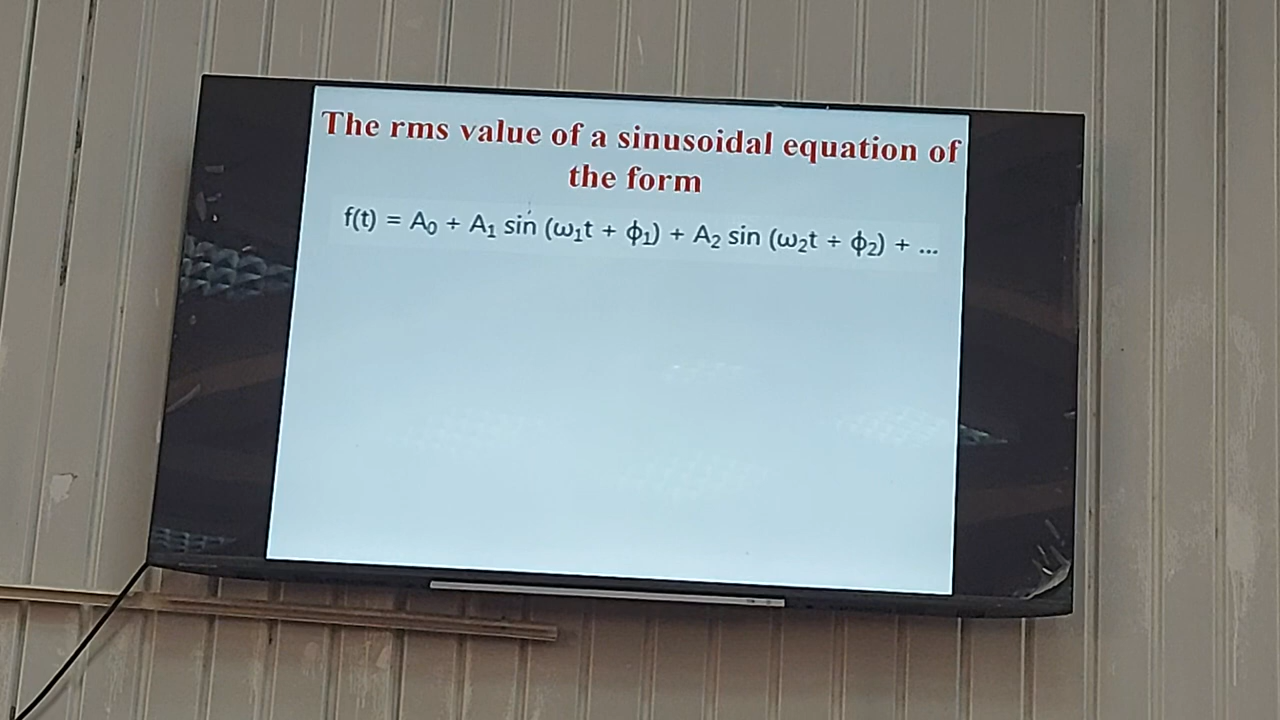 The rms value of a sinusoidal equation of
the form
f(t) = A₀ + A₁ sin (ω₁t + ϕ₁) + A₂ sin (ω₂t + ϕ₂) + ...